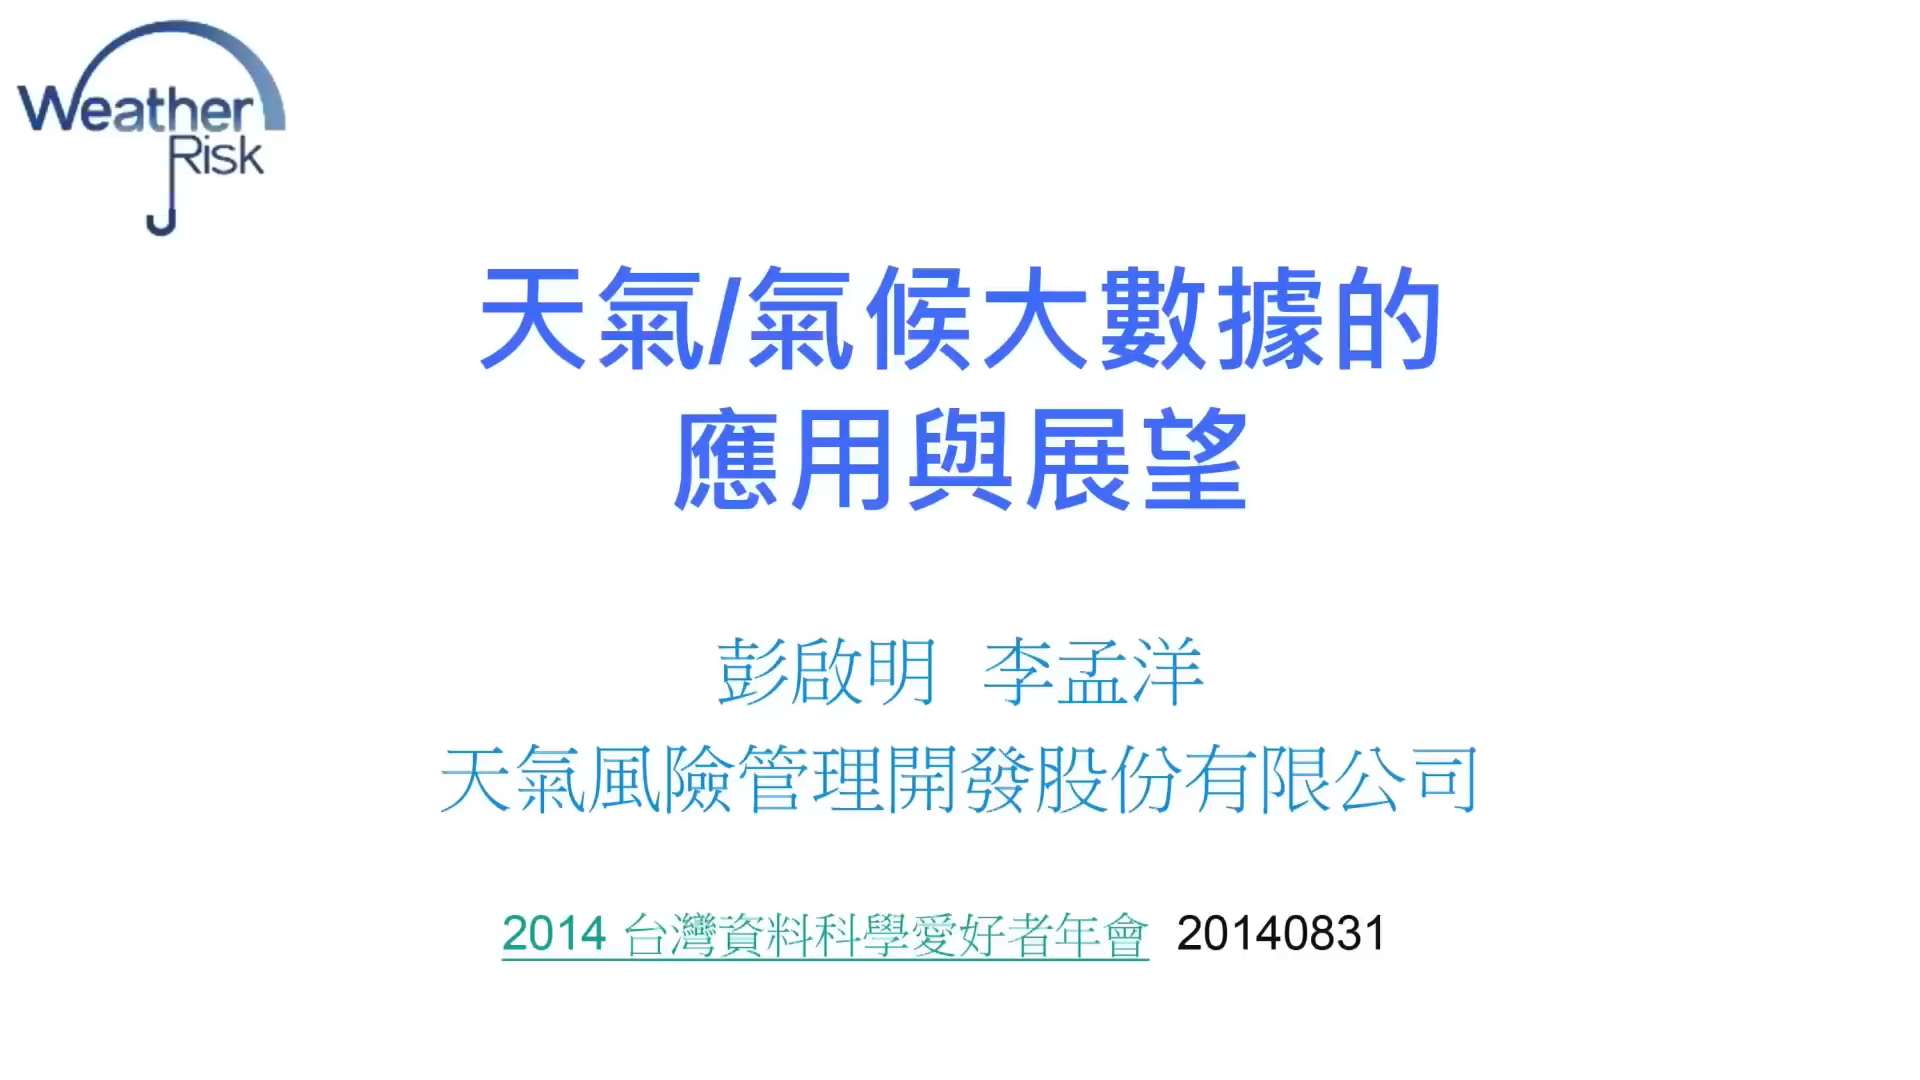 Weather
Risk
天氣/氣候大數據的
應用與展望
彭啟明 李孟洋
天氣風險管理開發股份有限公司
2014 台灣資料科學愛好者年會 20140831